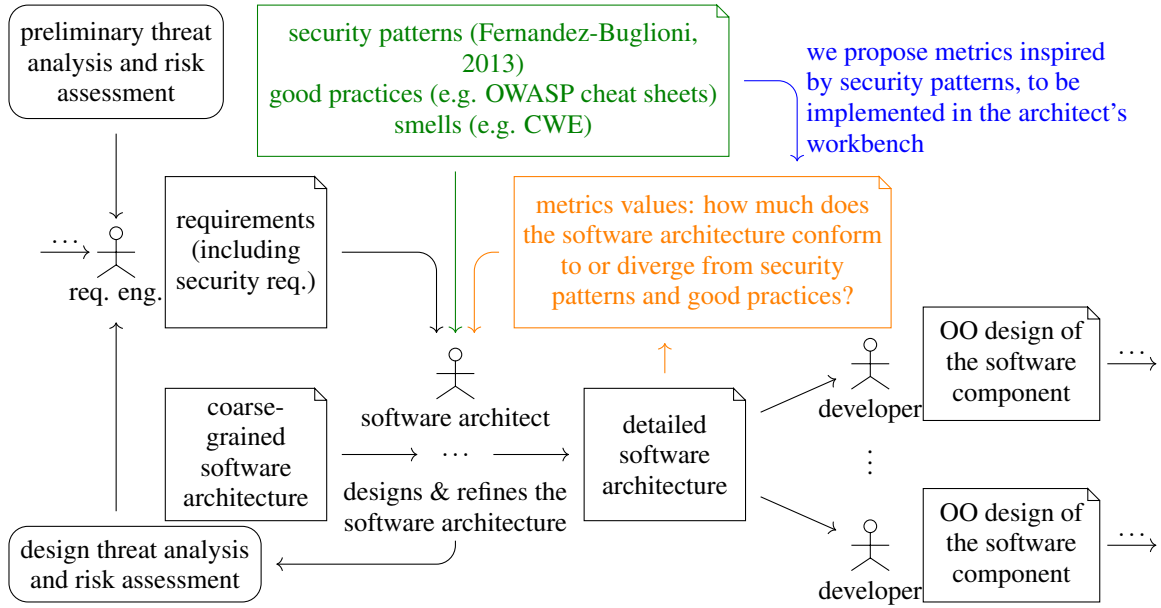 preliminary threat
analysis and risk
assessment
security patterns (Fernandez-Buglioni,
2013)
good practices (e.g. OWASP cheat sheets)
smells (e.g. CWE)
we propose metrics inspired
by security patterns, to be
implemented in the architect's
workbench
...
req. eng.
requirements
(including
security req.)
metrics values: how much does
the software architecture conform
to or diverge from security
patterns and good practices?
software architect
coarse-
grained
software
architecture
...
designs & refines the
software architecture
detailed
software
architecture
developer
OO design of
the software
component
...
⋮
developer
OO design of
the software
component
...
design threat analysis
and risk assessment